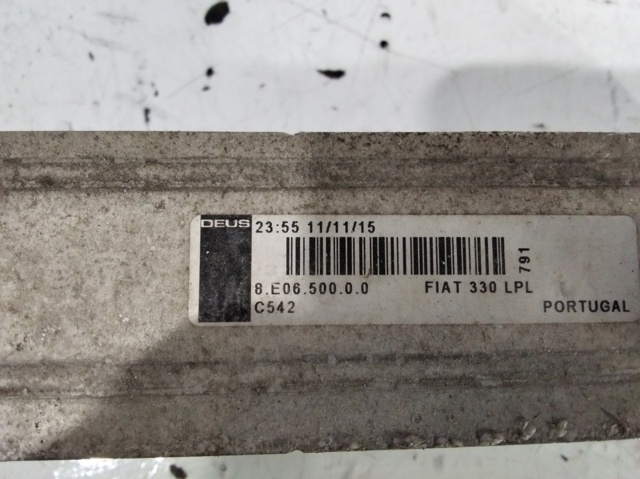 DEUS 23:55 11/11/15
791
8.E06.500.0.0 FIAT 330 LPL
C542 PORTUGAL